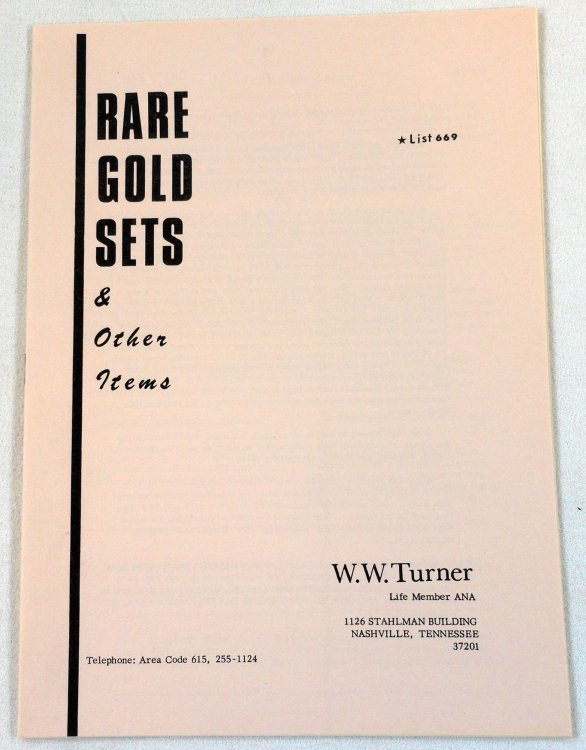 RARE
GOLD
SETS
&
Other
Items
★ List 669
W.W. Turner
Life Member ANA
1126 STAHLMAN BUILDING
NASHVILLE, TENNESSEE
37201
Telephone: Area Code 615, 255-1124